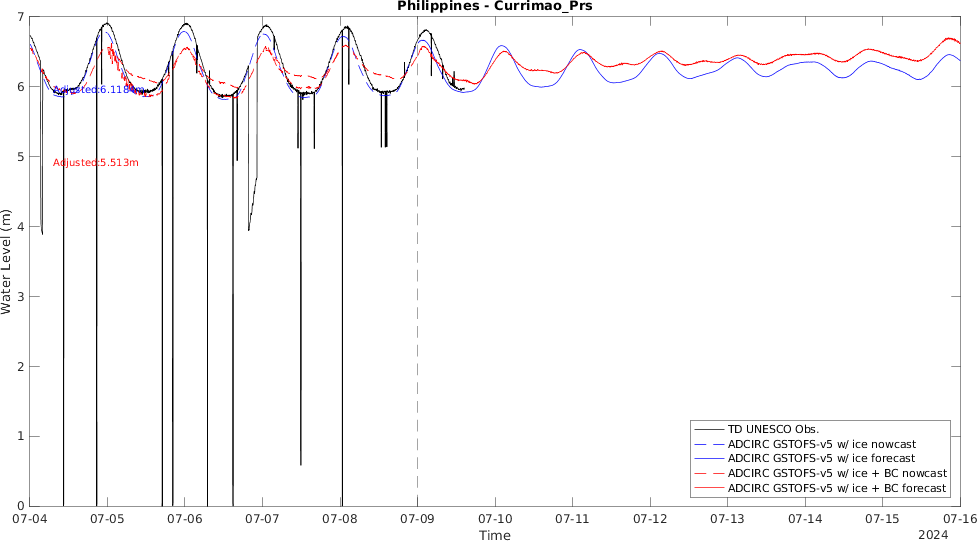 Philippines - Currimao_Prs
7
6
5
4
3
2
1
0
Water Level (m)
Adjusted:6.1184m
Adjusted:5.513m
TD UNESCO Obs.
ADCIRC GSTOFS-v5 w/ ice nowcast
ADCIRC GSTOFS-v5 w/ ice forecast
ADCIRC GSTOFS-v5 w/ ice + BC nowcast
ADCIRC GSTOFS-v5 w/ ice + BC forecast
07-04 07-05 07-06 07-07 07-08 07-09 07-10 07-11 07-12 07-13 07-14 07-15 07-16
Time
2024